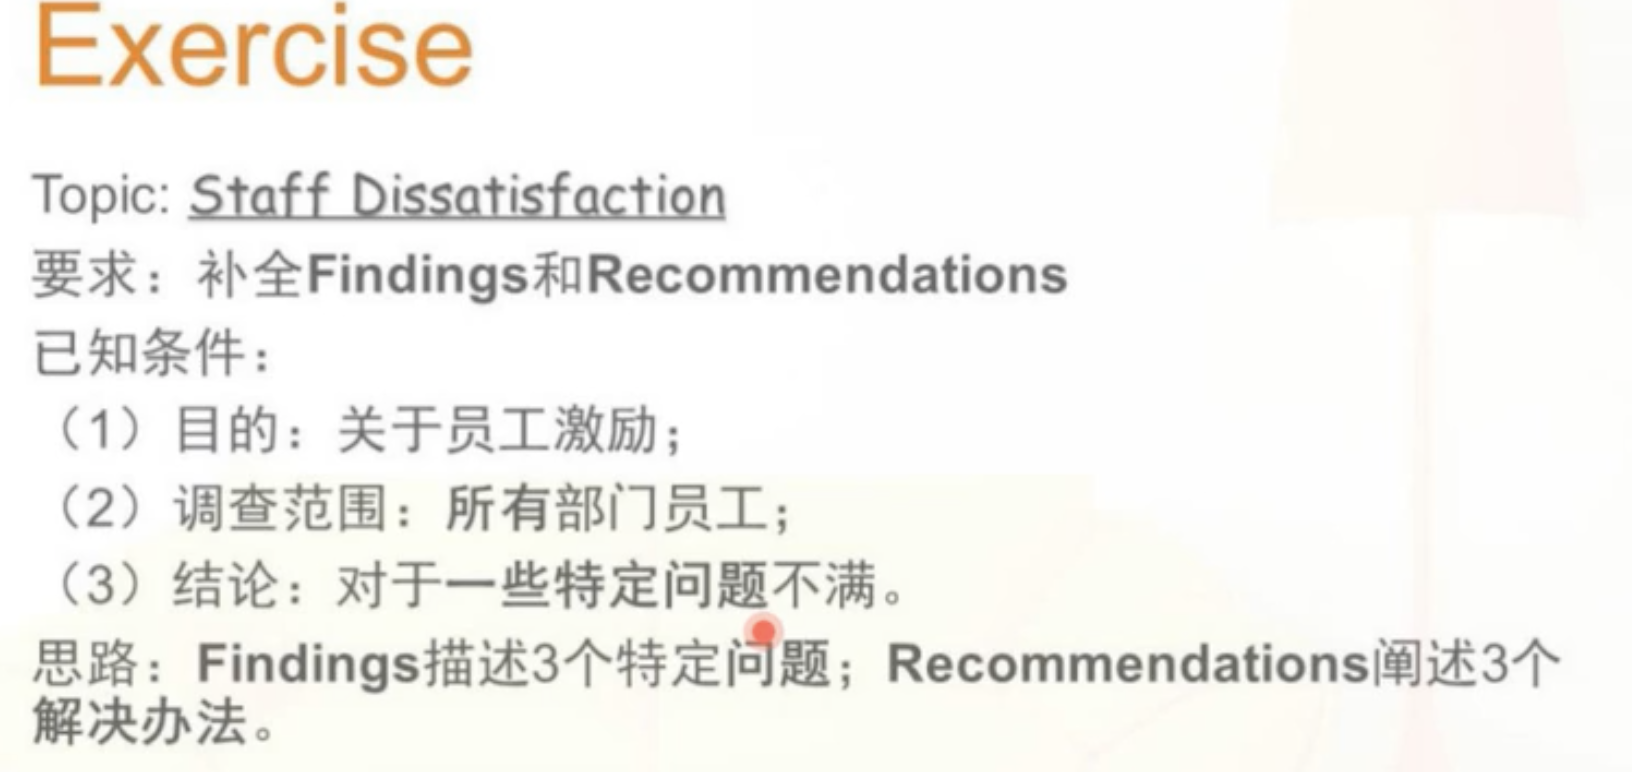 Exercise
Topic: Staff Dissatisfaction
要求：补全Findings和Recommendations
已知条件：
（1）目的：关于员工激励；
（2）调查范围：所有部门员工；
（3）结论：对于一些特定问题不满。
思路：Findings描述3个特定问题；Recommendations阐述3个
解决办法。